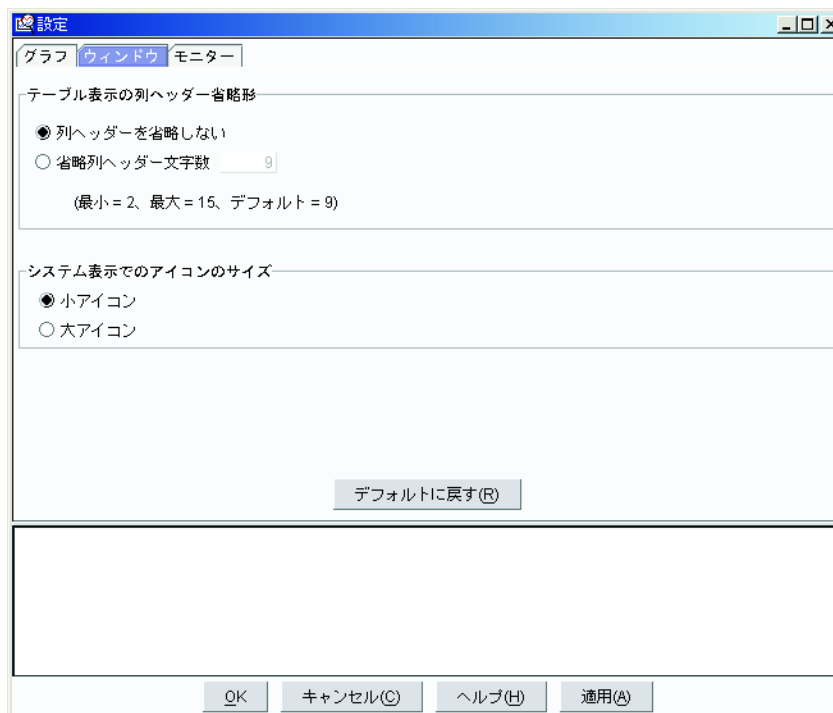 設定
グラフ ウィンドウ モニター
テーブル表示の列ヘッダー省略形
列ヘッダーを省略しない
省略列ヘッダー文字数 9
(最小 = 2、最大 = 15、デフォルト = 9)
システム表示でのアイコンのサイズ
小アイコン
大アイコン
デフォルトに戻す(R)
OK キャンセル(C) ヘルプ(H) 適用(A)